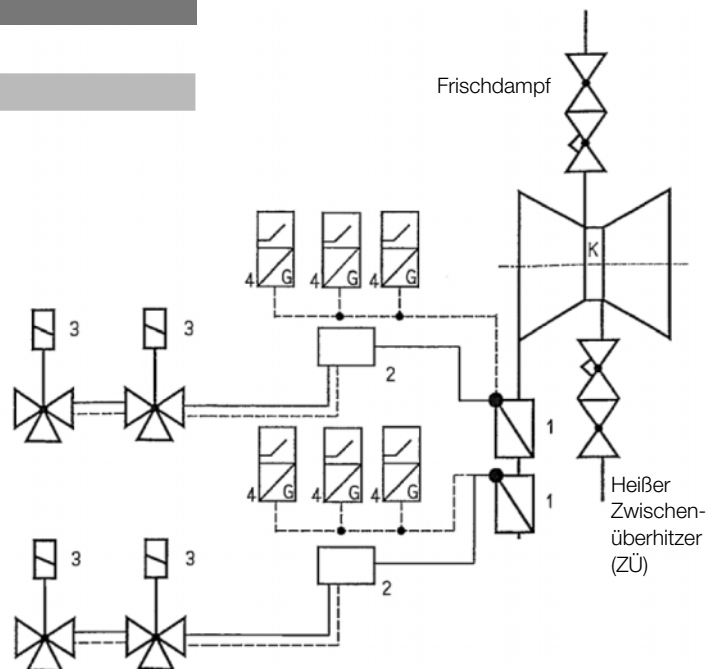 Frischdampf
K
4 G 4 G 4 G
3 3
2
1
4 G 4 G 4 G
1
Heißer
Zwischen-
überhitzer
(ZÜ)
3 3
2